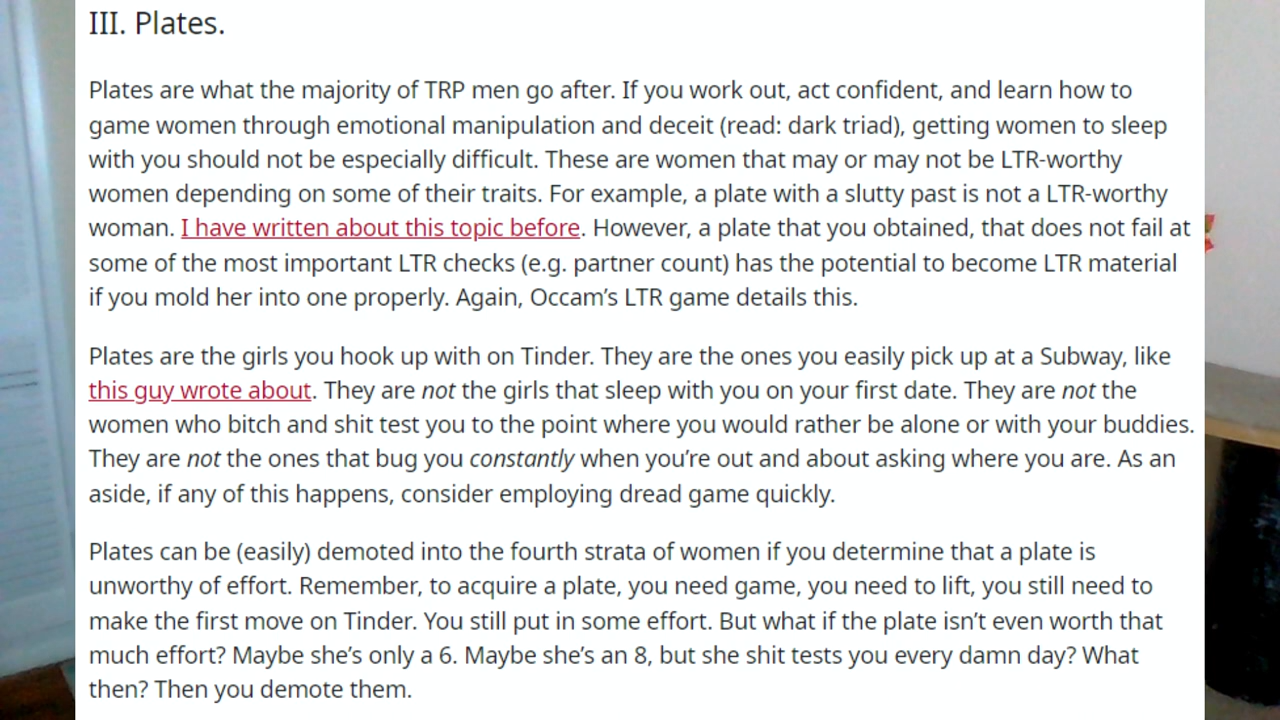 III. Plates.
Plates are what the majority of TRP men go after. If you work out, act confident, and learn how to
game women through emotional manipulation and deceit (read: dark triad), getting women to sleep
with you should not be especially difficult. These are women that may or may not be LTR-worthy
women depending on some of their traits. For example, a plate with a slutty past is not a LTR-worthy
woman. I have written about this topic before. However, a plate that you obtained, that does not fail at
some of the most important LTR checks (e.g. partner count) has the potential to become LTR material
if you mold her into one properly. Again, Occam’s LTR game details this.
Plates are the girls you hook up with on Tinder. They are the ones you easily pick up at a Subway, like
this guy wrote about. They are not the girls that sleep with you on your first date. They are not the
women who bitch and shit test you to the point where you would rather be alone or with your buddies.
They are not the ones that bug you constantly when you’re out and about asking where you are. As an
aside, if any of this happens, consider employing dread game quickly.
Plates can be (easily) demoted into the fourth strata of women if you determine that a plate is
unworthy of effort. Remember, to acquire a plate, you need game, you need to lift, you still need to
make the first move on Tinder. You still put in some effort. But what if the plate isn’t even worth that
much effort? Maybe she’s only a 6. Maybe she’s an 8, but she shit tests you every damn day? What
then? Then you demote them.